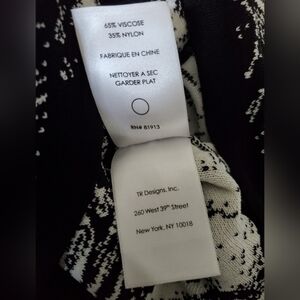 65% VISCOSE
35% NYLON
FABRIQUE EN CHINE
NETTOYER A SEC
GARDER PLAT
RN# 81913
TR Designs, Inc.
260 West 39th Street
New York, NY 10018